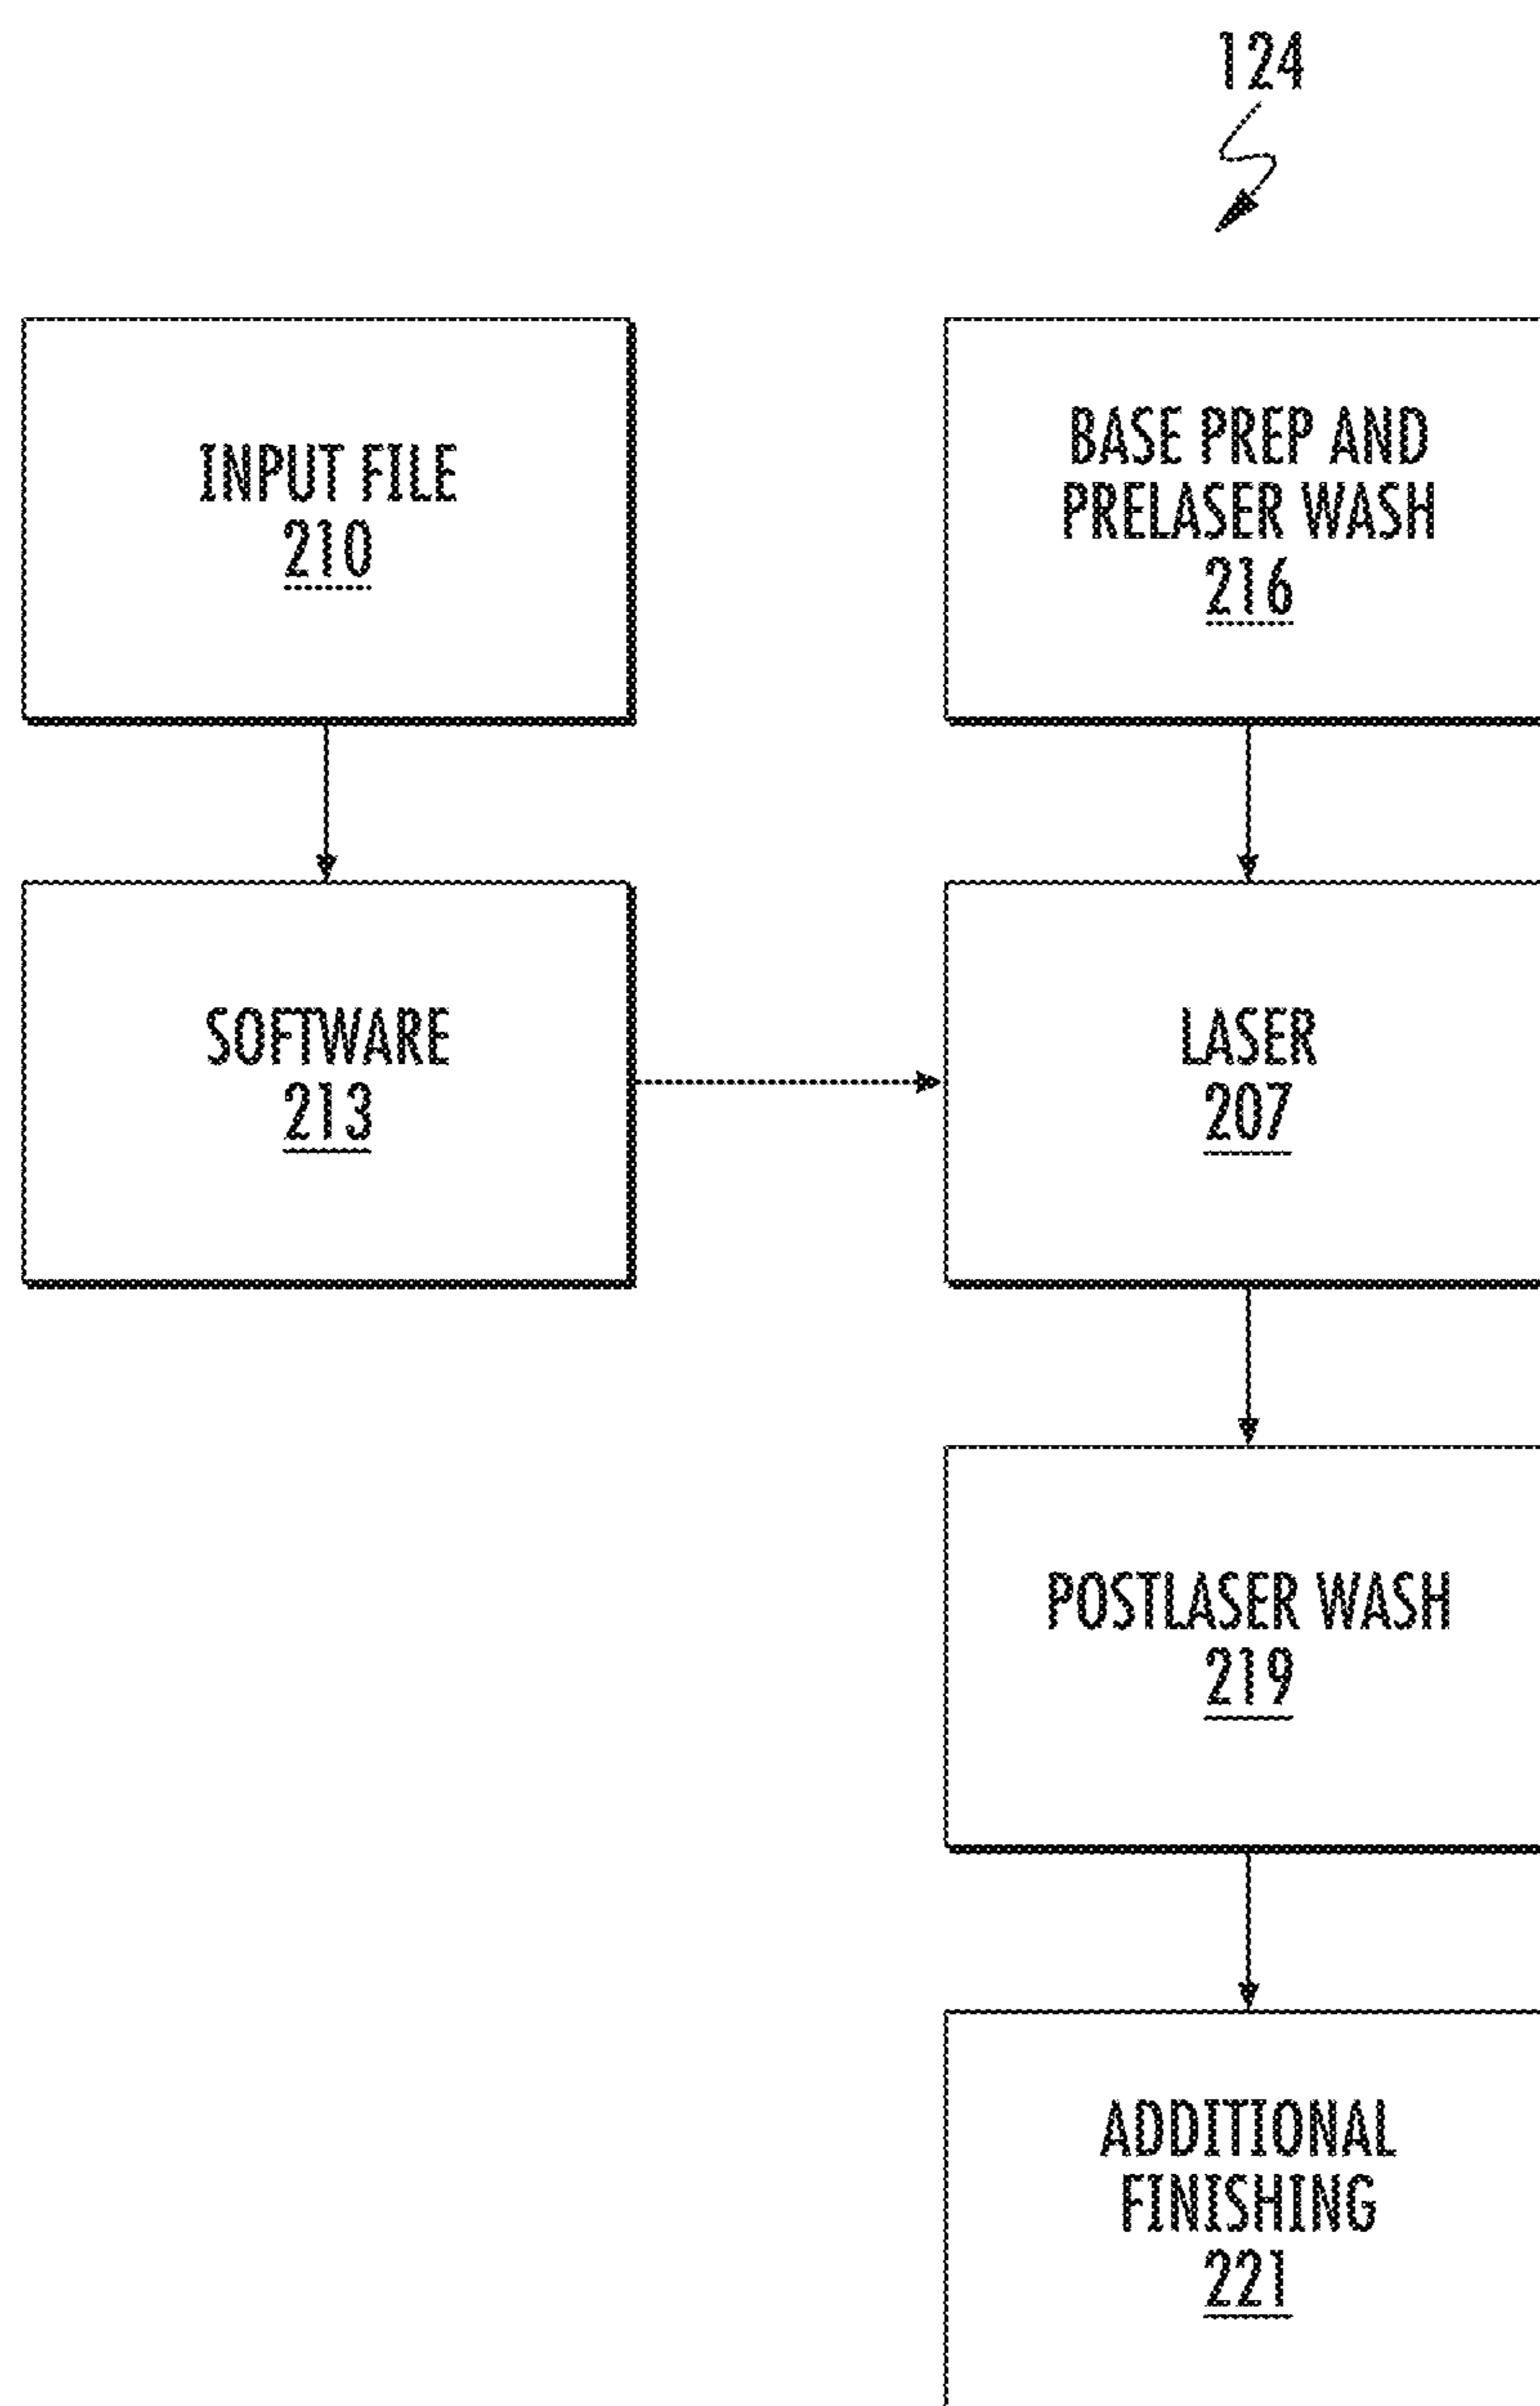 124
INPUT FILE
210
BASE PREP AND
PRELASER WASH
216
SOFTWARE
213
LASER
207
POSTLASER WASH
219
ADDITIONAL
FINISHING
221